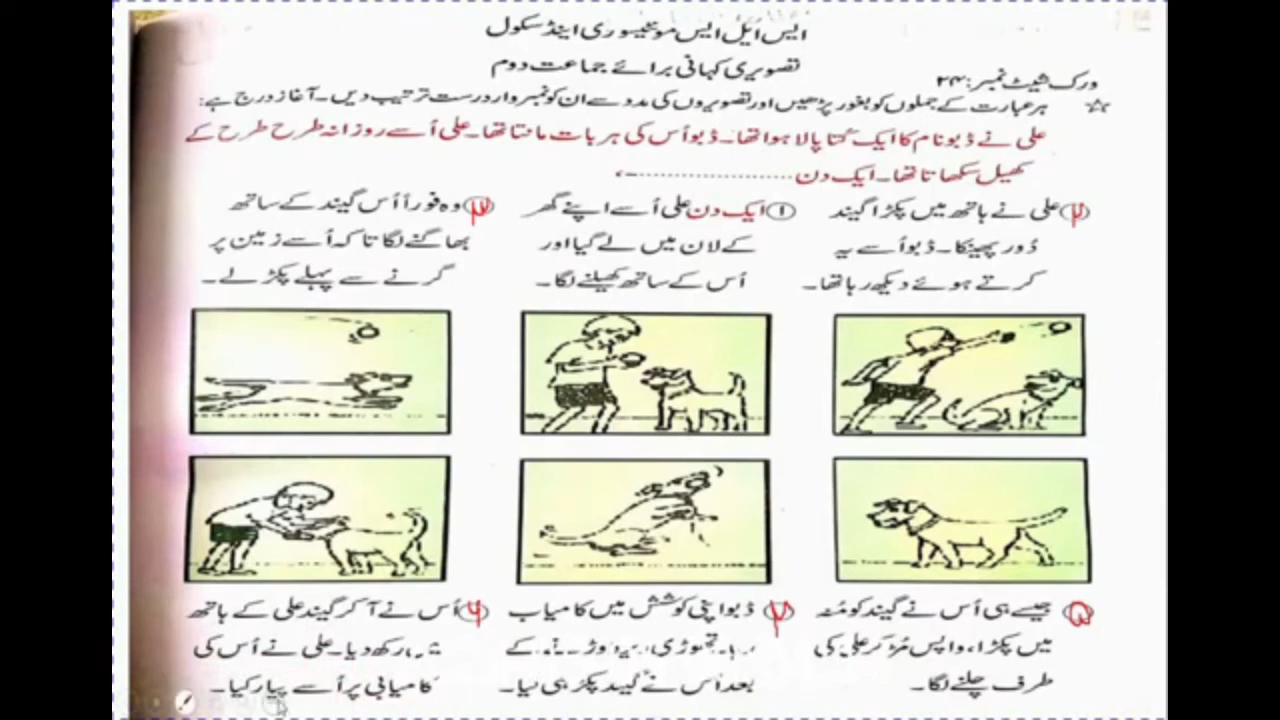 ایس ایل ایس مونٹیسوری اینڈ سکول
تصویری کہانی برائے جماعت دوم
ورک شیٹ نمبر: ۲۴
ہر عبارت کے جملوں کو بغور پڑھیں اور تصویروں کی مدد سے ان کو نمبر وار درست ترتیب دیں۔ آغاز درج ہے:
علی نے ڈبو نام کا ایک کُتا پالا ہوا تھا۔ ڈبو اُس کی ہر بات مانتا تھا۔ علی اُسے روزانہ طرح طرح کے
کھیل سکھاتا تھا۔ ایک دن ....................
۲ علی نے ہاتھ میں پکڑا گیند
دُور پھینکا۔ ڈبو اُسے یہ
کرتے ہوئے دیکھ رہا تھا۔
۱ ایک دن علی اُسے اپنے گھر
کے لان میں لے گیا اور
اُس کے ساتھ کھیلنے لگا۔
۳ وہ فوراً اُس گیند کے ساتھ
بھاگنے لگا تاکہ اُسے زمین پر
گرنے سے پہلے پکڑ لے۔
۵ جیسے ہی اُس نے گیند کو مُنہ
میں پکڑا، واپس مُڑ کر علی کی
طرف چلنے لگا۔
۴ ڈبو اپنی کوشش میں کامیاب
رہا۔ تھوڑی کے
بعد اُس نے گیند پکڑ ہی لیا۔
۶ اُس نے آکر گیند علی کے ہاتھ
میں رکھ دیا۔ علی نے اُس کی
کامیابی پر اُسے پیار کیا۔